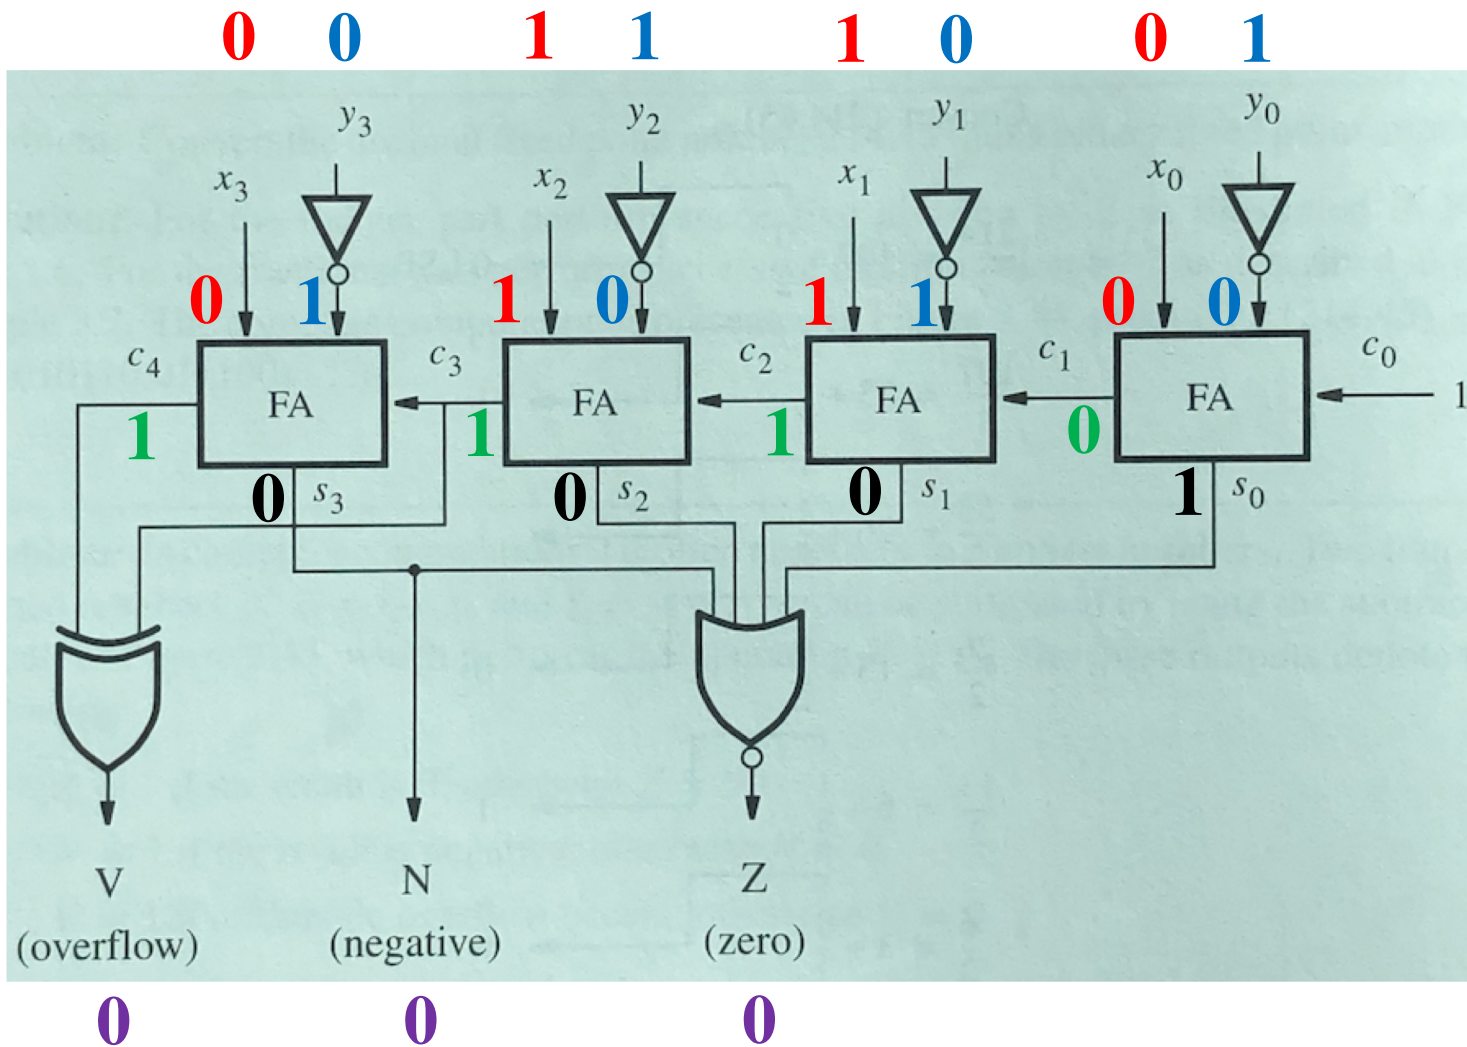 0 0 1 1 1 0 0 1
y3 y2 y1 y0
x3 x2 x1 x0
0 1 1 0 1 1 0 0
c4 c3 c2 c1 c0
FA FA FA FA 1
1 1 1 0
0 s3 0 s2 0 s1 1 s0
V N Z
(overflow) (negative) (zero)
0 0 0